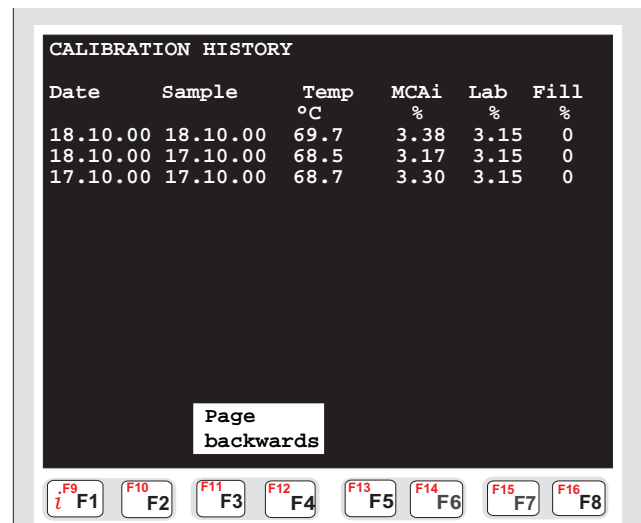 CALIBRATION HISTORY
Date Sample Temp MCAi Lab Fill
°C % % %
18.10.00 18.10.00 69.7 3.38 3.15 0
18.10.00 17.10.00 68.5 3.17 3.15 0
17.10.00 17.10.00 68.7 3.30 3.15 0
Page
backwards
F9 F10 F11 F12 F13 F14 F15 F16
i F1 F2 F3 F4 F5 F6 F7 F8